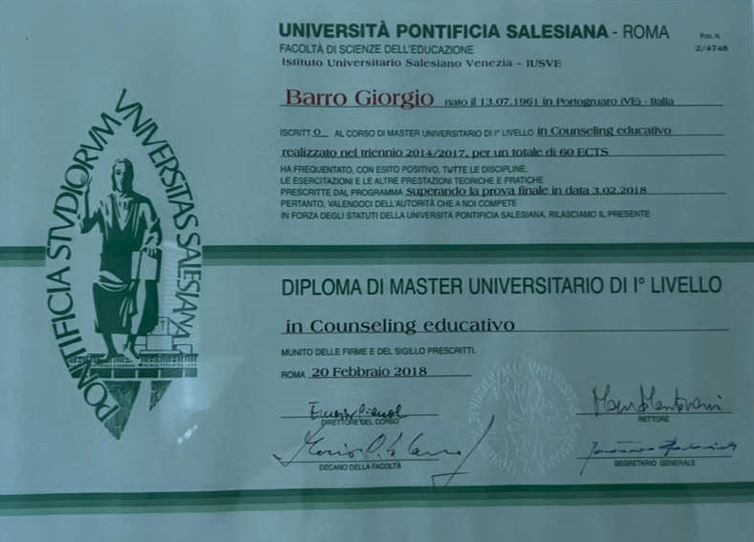 UNIVERSITÀ PONTIFICIA SALESIANA - ROMA
Pos. N.
2/4748
FACOLTÀ DI SCIENZE DELL'EDUCAZIONE
Istituto Universitario Salesiano Venezia – IUSVE
Barro Giorgio nato il 13.07.1961 in Portogruaro (VE) - Italia
ISCRITT o AL CORSO DI MASTER UNIVERSITARIO DI I° LIVELLO in Counseling educativo
realizzato nel triennio 2014/2017, per un totale di 60 ECTS
HA FREQUENTATO, CON ESITO POSITIVO, TUTTE LE DISCIPLINE,
LE ESERCITAZIONI E LE ALTRE PRESTAZIONI TEORICHE E PRATICHE
PRESCRITTE DAL PROGRAMMA superando la prova finale in data 3.02.2018
PERTANTO, VALENDOCI DELL'AUTORITÀ CHE A NOI COMPETE
IN FORZA DEGLI STATUTI DELLA UNIVERSITÀ PONTIFICIA SALESIANA, RILASCIAMO IL PRESENTE
PONTIFICIA STVDIORVM VNIVERSITAS SALESIANA
DIPLOMA DI MASTER UNIVERSITARIO DI I° LIVELLO
in Counseling educativo
MUNITO DELLE FIRME E DEL SIGILLO PRESCRITTI.
ROMA 20 Febbraio 2018
DIRETTORE DEL CORSO
RETTORE
DECANO DELLA FACOLTÀ
SEGRETARIO GENERALE